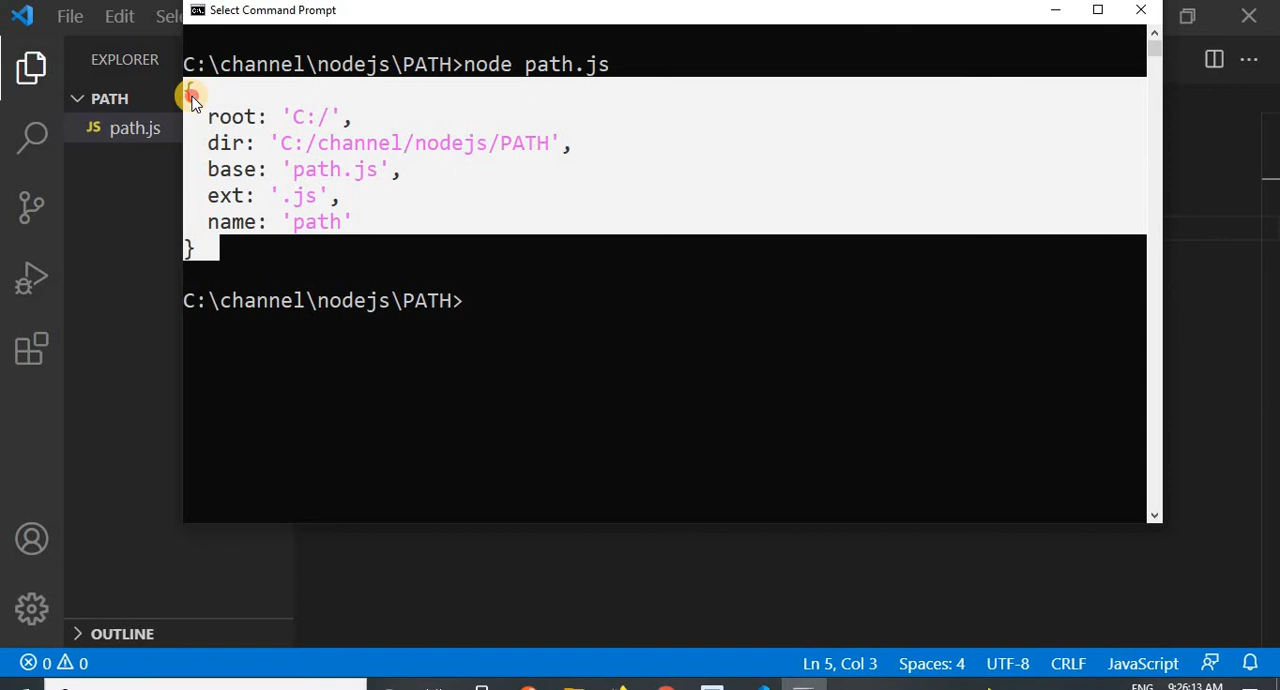 File Edit Sel
Select Command Prompt
EXPLORER
PATH
JS path.js
C:\channel\nodejs\PATH>node path.js
{
root: 'C:/',
dir: 'C:/channel/nodejs/PATH',
base: 'path.js',
ext: '.js',
name: 'path'
}
C:\channel\nodejs\PATH>
OUTLINE
0 0
Ln 5, Col 3 Spaces: 4 UTF-8 CRLF JavaScript
ENG 9:26:13 AM